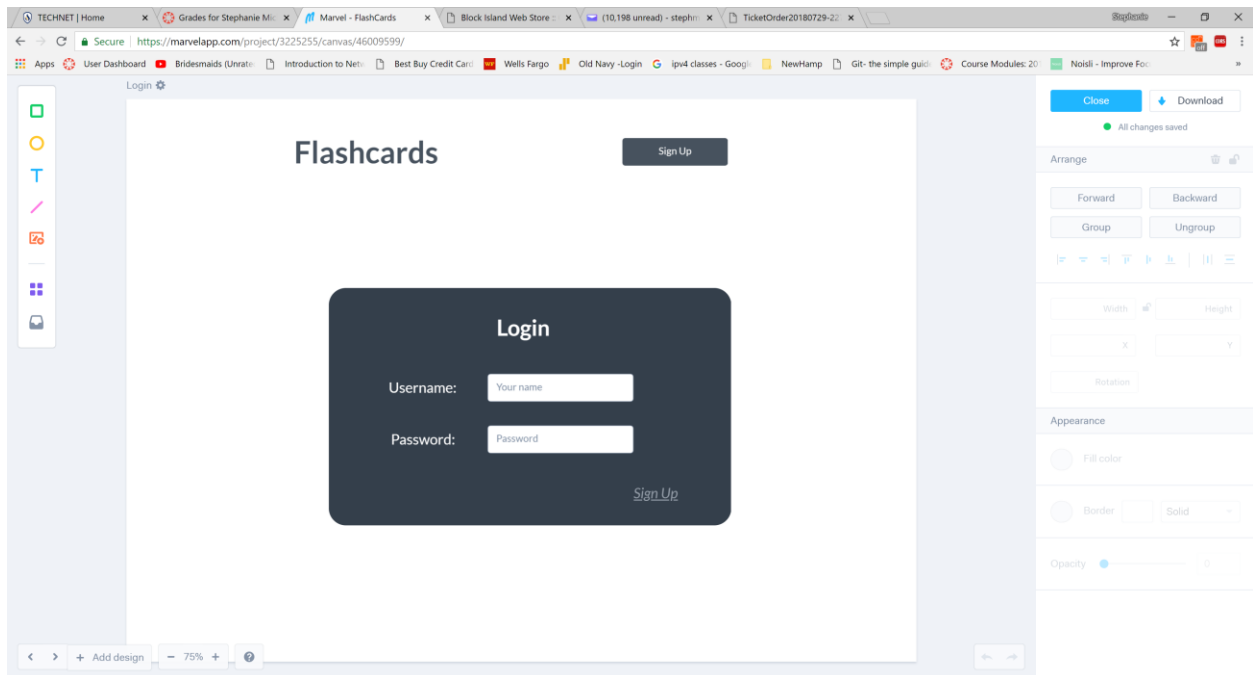 TECHNET | Home
Grades for Stephanie Mic
Marvel - FlashCards
Block Island Web Store ::
(10,198 unread) - stephm
TicketOrder20180729-22
Stephanie
Secure https://marvelapp.com/project/3225255/canvas/46009599/
Apps
User Dashboard
Bridesmaids (Unrate
Introduction to Netw
Best Buy Credit Card
Wells Fargo
Old Navy -Login
ipv4 classes - Googl
NewHamp
Git- the simple guid
Course Modules: 20
Noisli - Improve Foc
»
Login
Close
Download
All changes saved
Flashcards
Sign Up
Arrange
Forward
Backward
Group
Ungroup
Width
Height
X
Y
Rotation
Login
Username:
Your name
Password:
Password
Sign Up
Appearance
Fill color
Border
Solid
Opacity
0
+ Add design
− 75% +